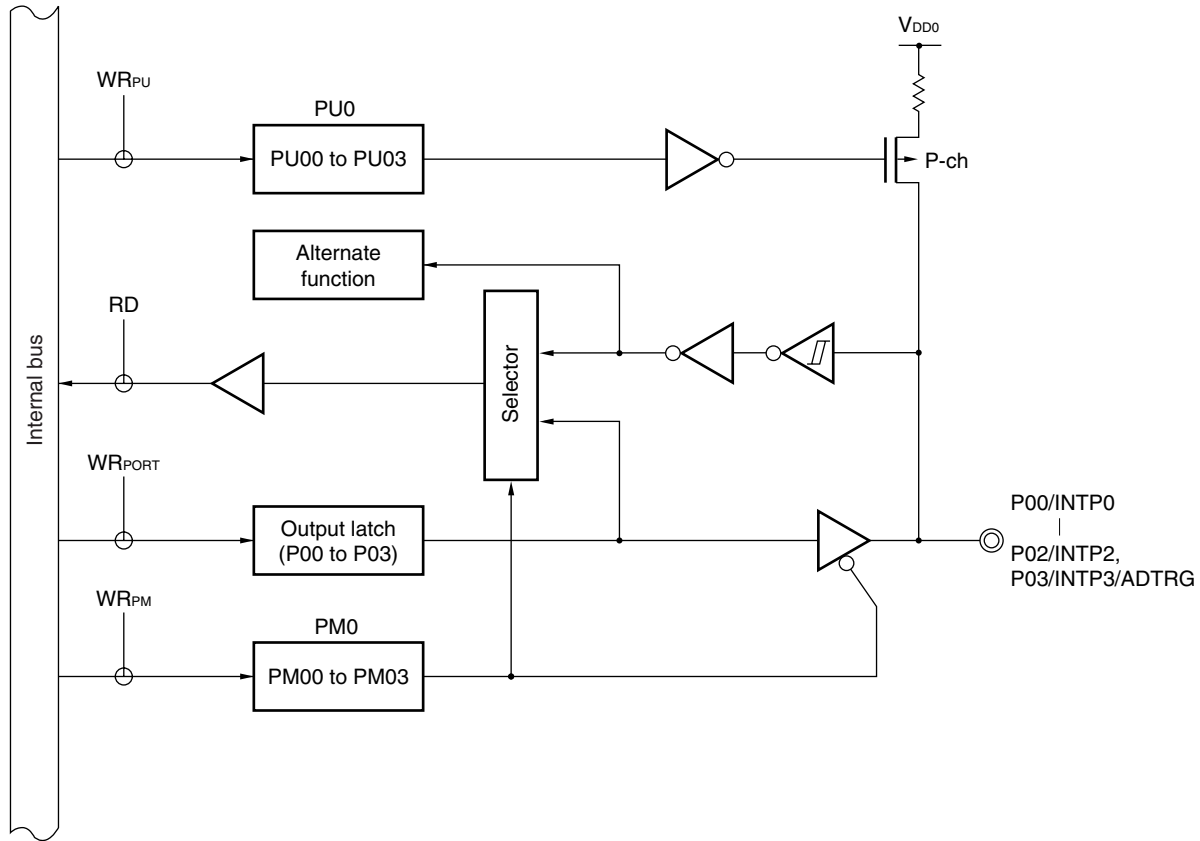 VDD0
WRPU
PU0
PU00 to PU03
P-ch
Alternate
function
RD
Selector
Internal bus
WRPORT
Output latch
(P00 to P03)
P00/INTP0
P02/INTP2,
P03/INTP3/ADTRG
WRPM
PM0
PM00 to PM03